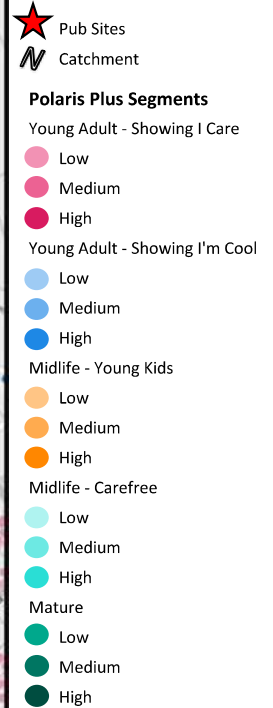 Pub Sites
Catchment
Polaris Plus Segments
Young Adult - Showing I Care
Low
Medium
High
Young Adult - Showing I'm Cool
Low
Medium
High
Midlife - Young Kids
Low
Medium
High
Midlife - Carefree
Low
Medium
High
Mature
Low
Medium
High